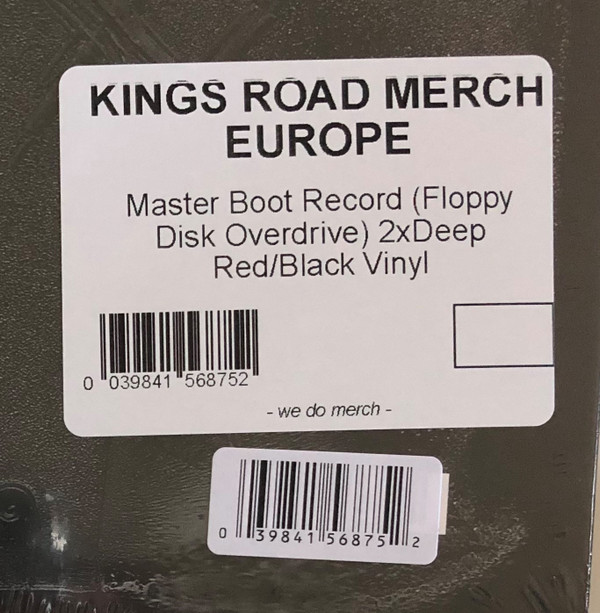 KINGS ROAD MERCH
EUROPE
Master Boot Record (Floppy
Disk Overdrive) 2xDeep
Red/Black Vinyl
0 039841 568752
- we do merch -
0 39841 56875 2